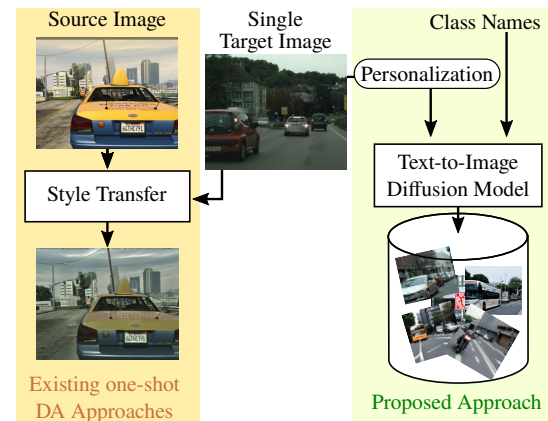 Source Image
Single
Target Image
Class Names
Personalization
Style Transfer
Text-to-Image
Diffusion Model
Existing one-shot
DA Approaches
Proposed Approach